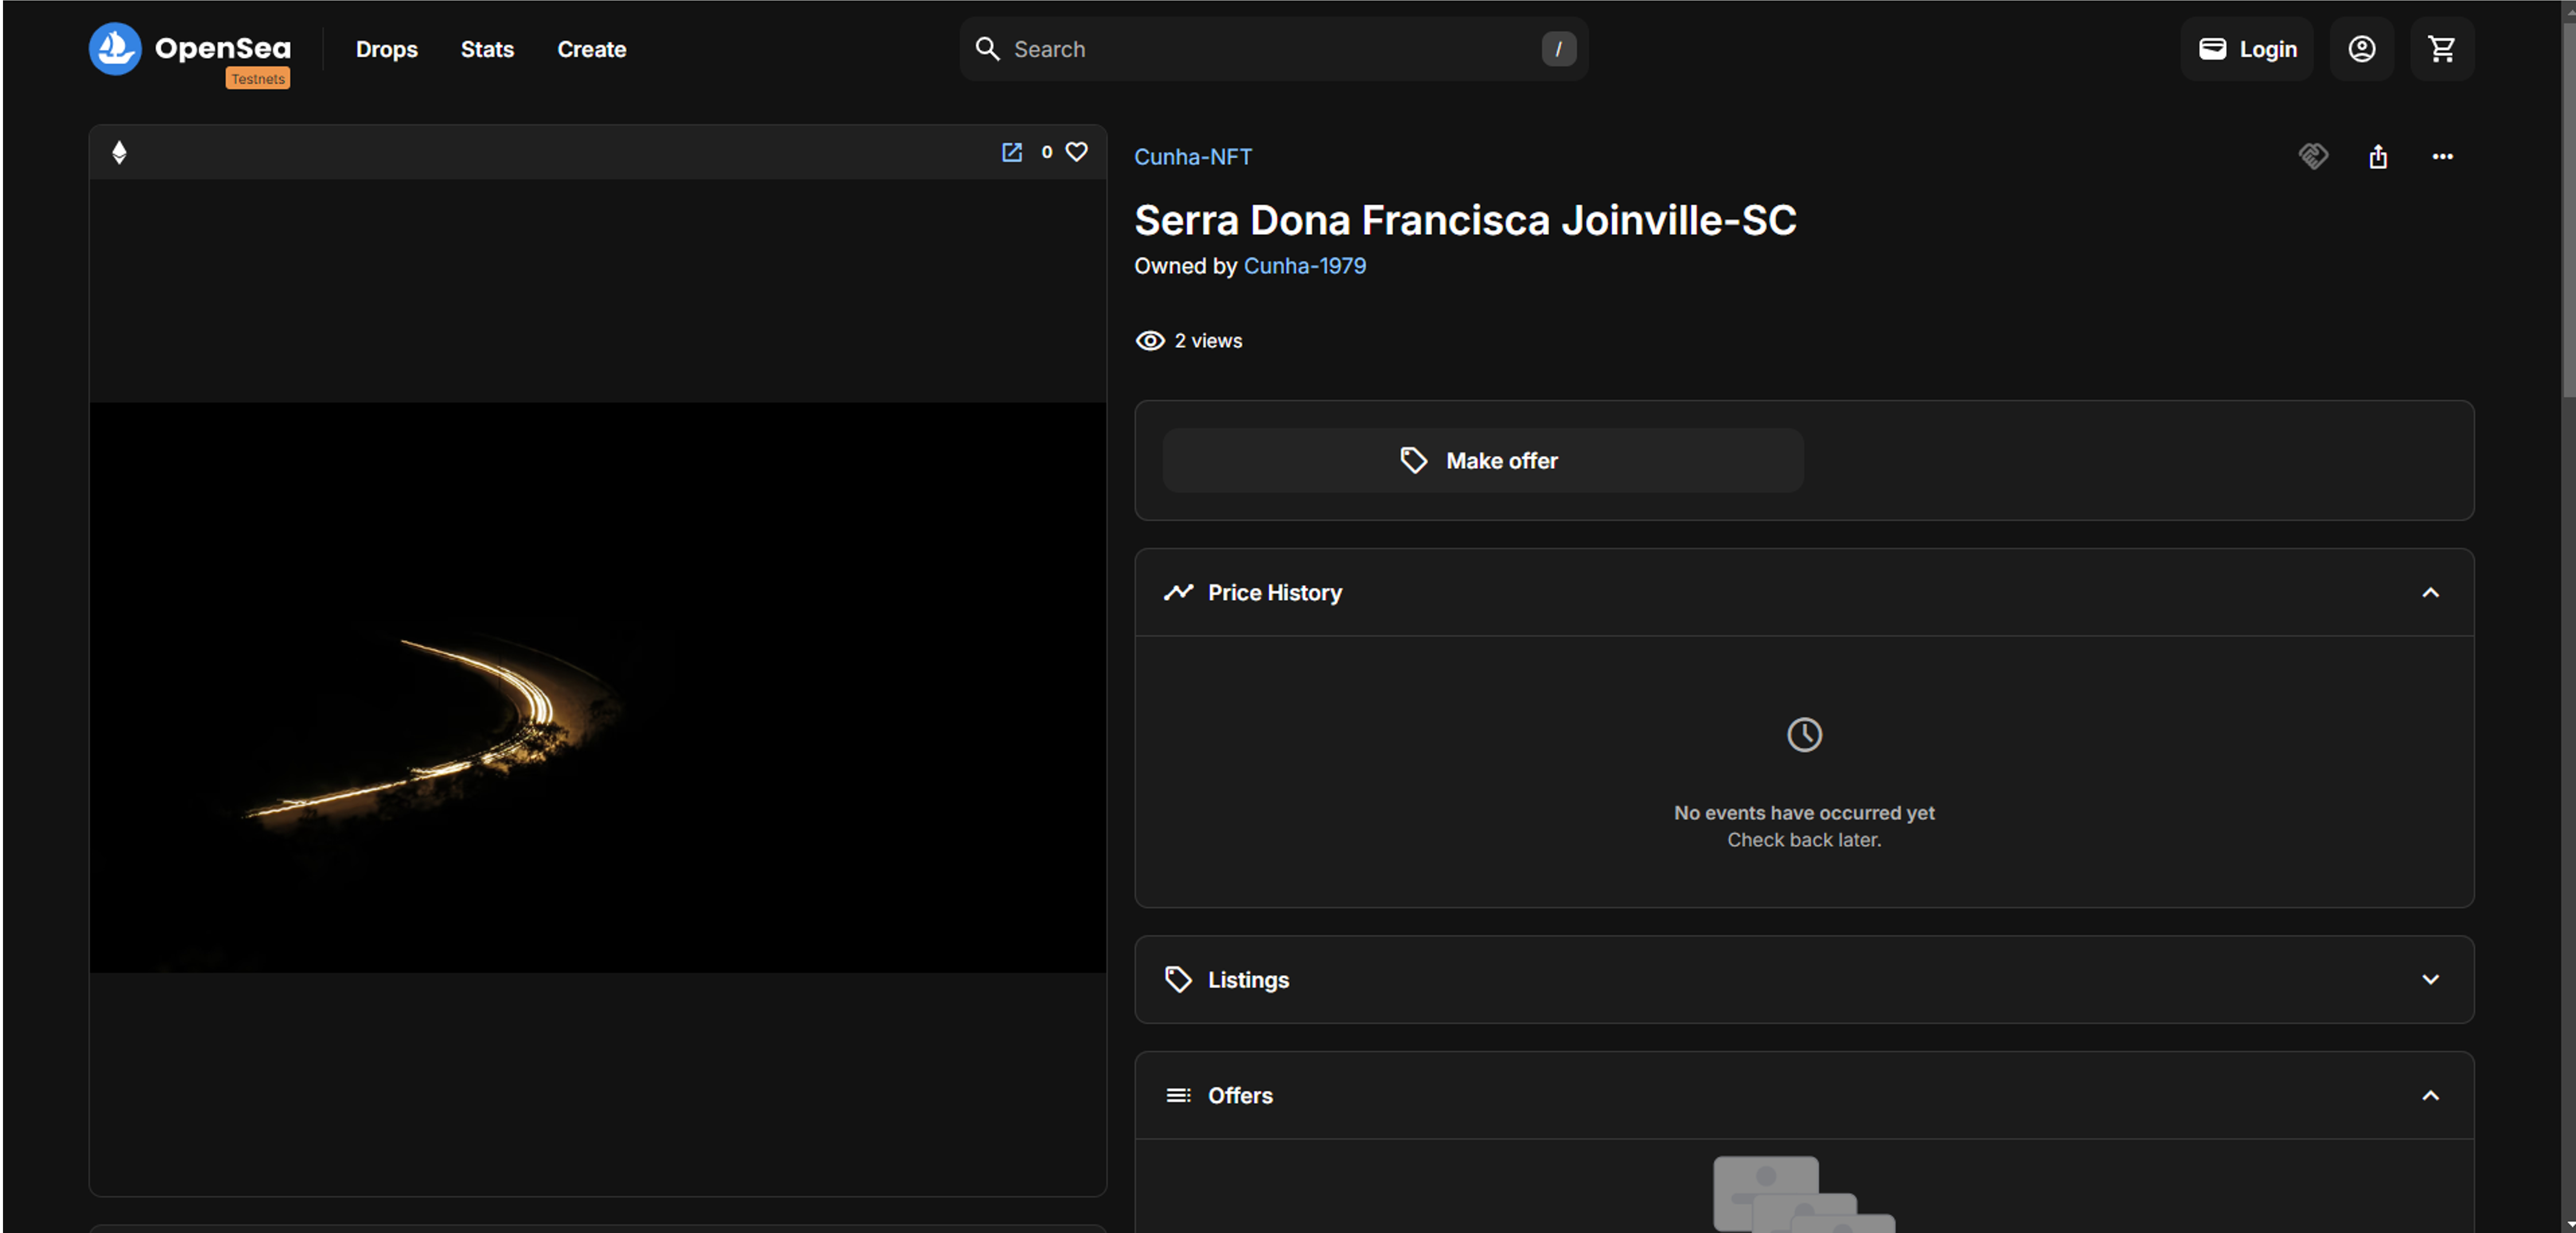 OpenSea
Testnets
Drops
Stats
Create
Search
/
Login
0
Cunha-NFT
Serra Dona Francisca Joinville-SC
Owned by Cunha-1979
2 views
Make offer
Price History
No events have occurred yet
Check back later.
Listings
Offers